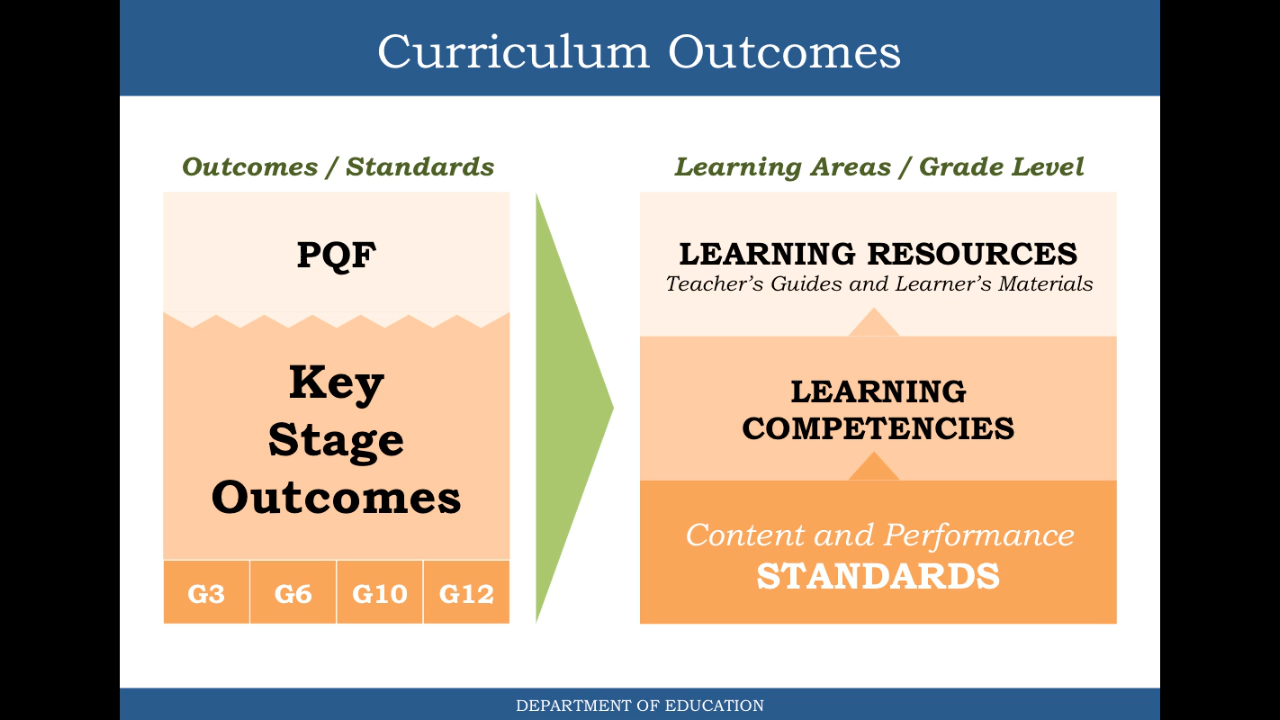 Curriculum Outcomes
Outcomes / Standards
PQF
Key
Stage
Outcomes
G3 G6 G10 G12
Learning Areas / Grade Level
LEARNING RESOURCES
Teacher’s Guides and Learner’s Materials
LEARNING
COMPETENCIES
Content and Performance
STANDARDS
DEPARTMENT OF EDUCATION